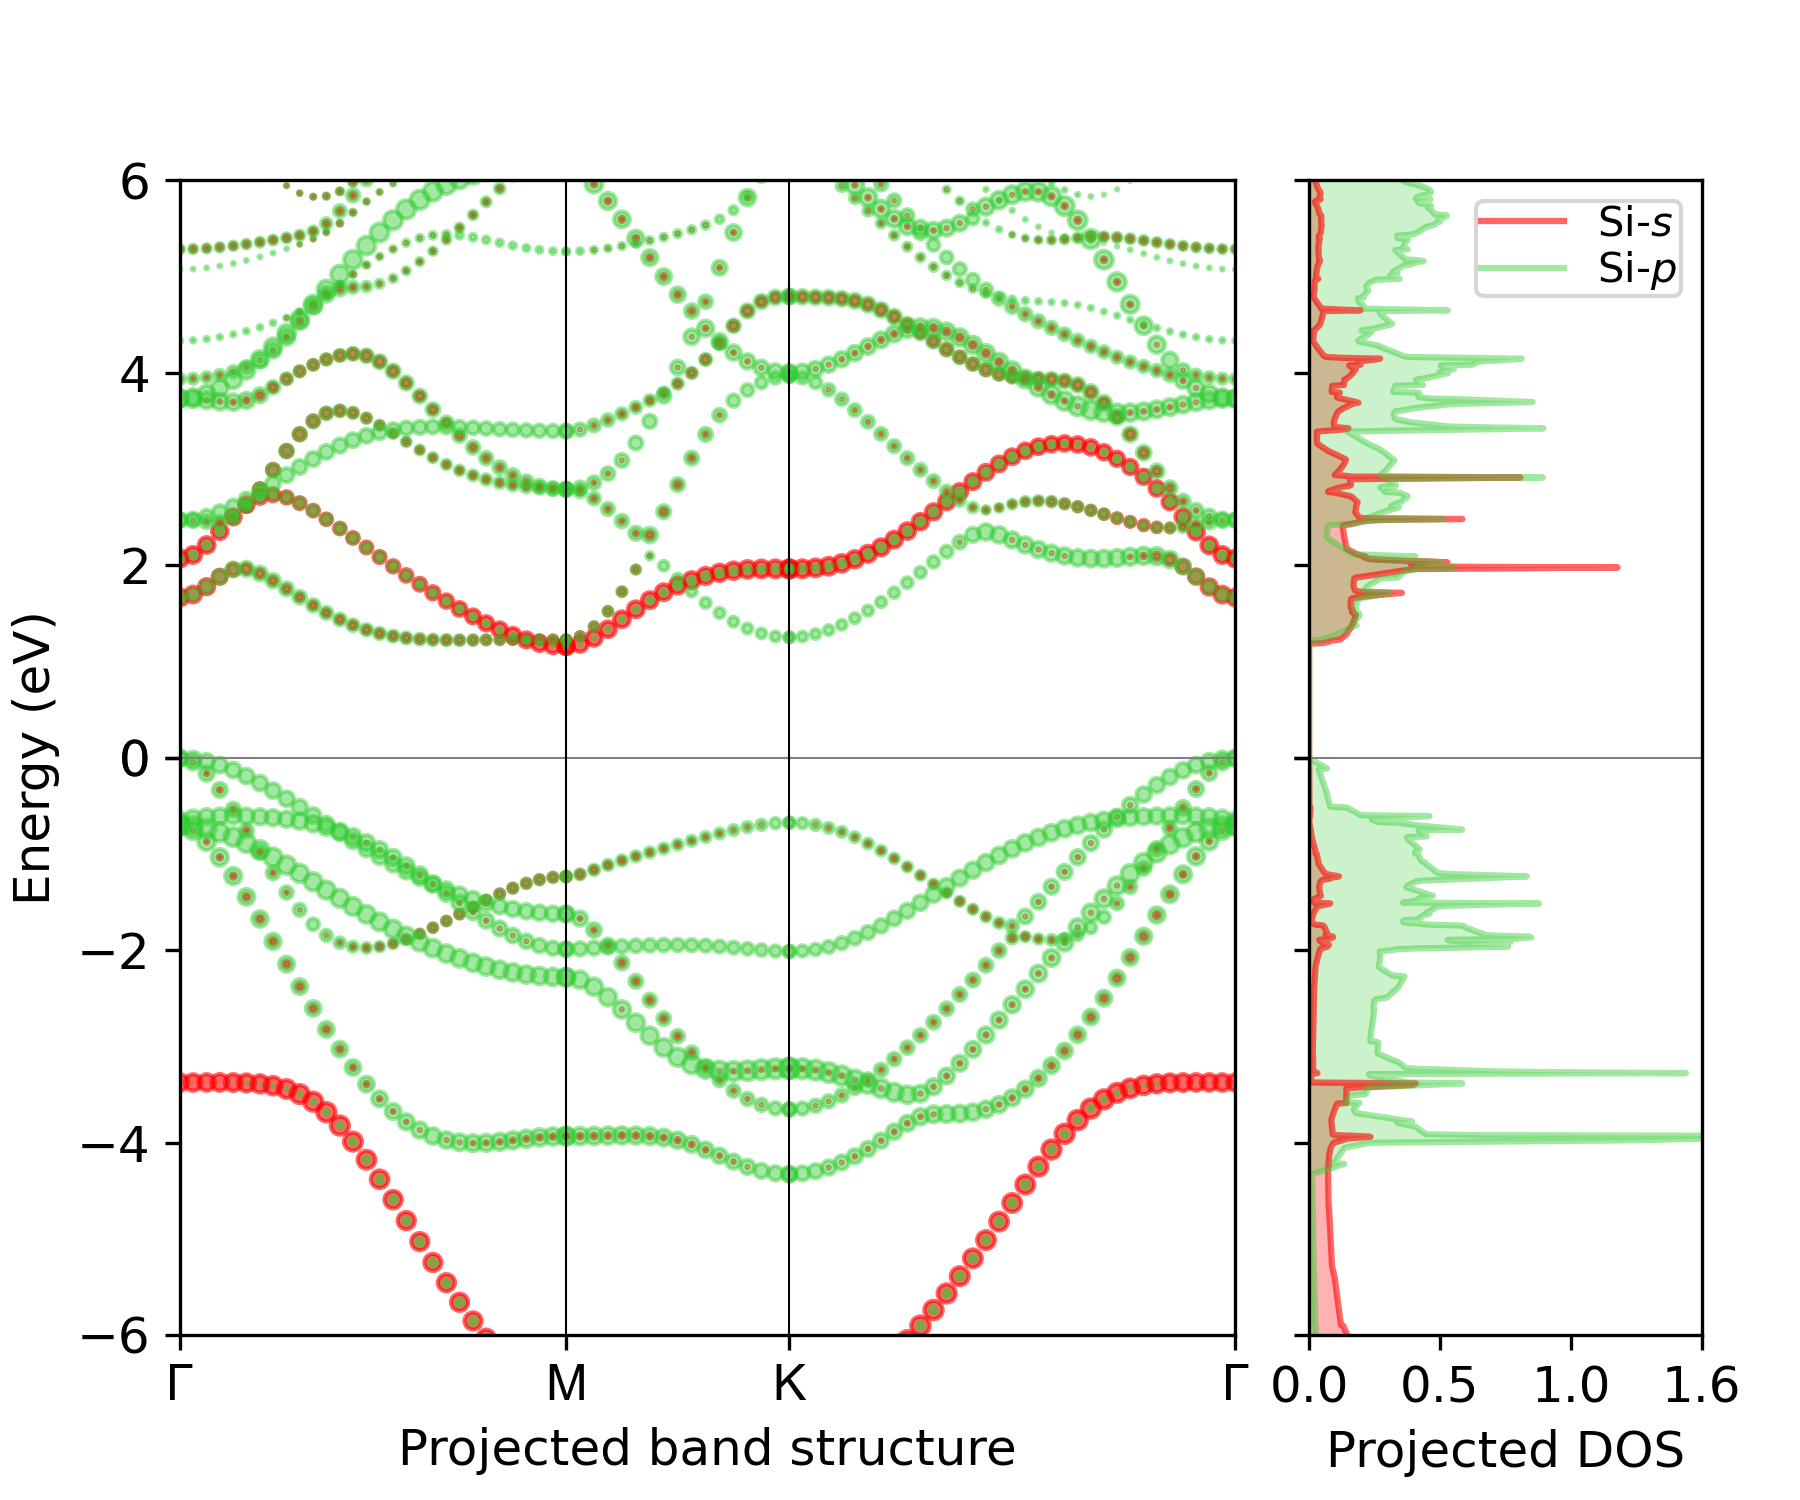 6
4
2
0
−2
−4
−6
Energy (eV)
Γ M K Γ
Projected band structure
Si-s
Si-p
0.0 0.5 1.0 1.6
Projected DOS